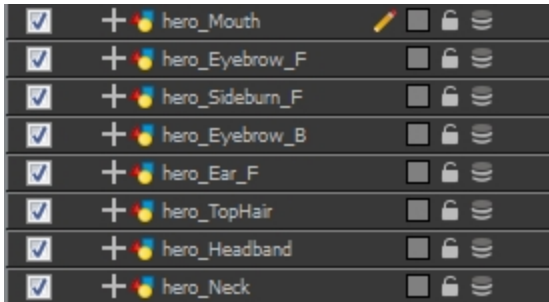 hero_Mouth
hero_Eyebrow_F
hero_Sideburn_F
hero_Eyebrow_B
hero_Ear_F
hero_TopHair
hero_Headband
hero_Neck